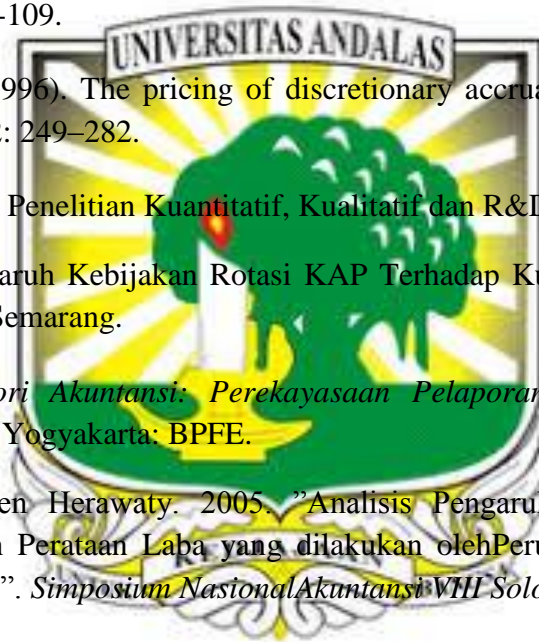 -109.
UNIVERSITAS ANDALAS
1996). The pricing of discretionary accrua
2: 249–282.
Penelitian Kuantitatif, Kualitatif dan R&D
aruh Kebijakan Rotasi KAP Terhadap Ku
Semarang.
ori Akuntansi: Perekayasaan Pelaporan
Yogyakarta: BPFE.
en Herawaty. 2005. ”Analisis Pengaruh
n Perataan Laba yang dilakukan olehPeru
”. Simposium NasionalAkuntansi VIII Solo